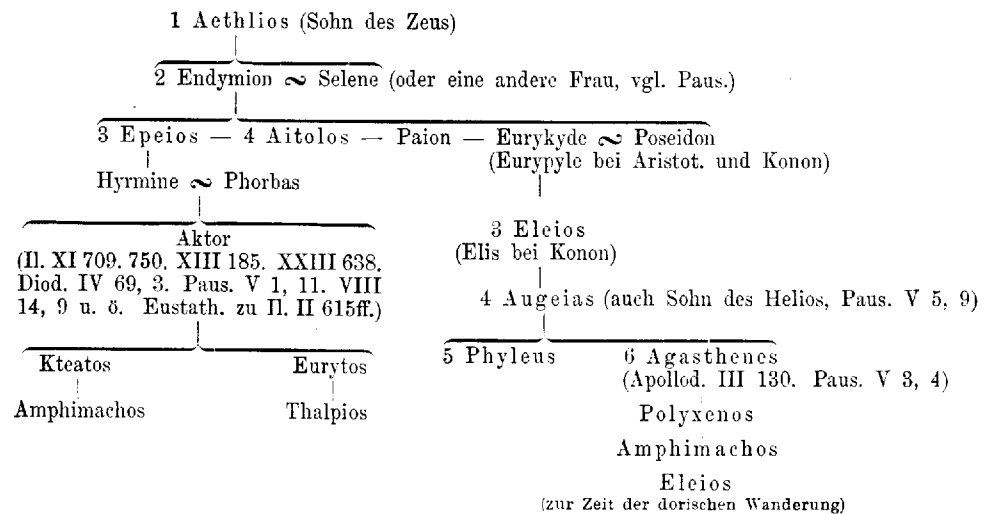 1 Aethlios (Sohn des Zeus)
2 Endymion ∾ Selene (oder eine andere Frau, vgl. Paus.)
3 Epeios — 4 Aitolos — Paion — Eurykyde ∾ Poseidon
(Eurypyle bei Aristot. und Konon)
Hyrmine ∾ Phorbas
Aktor
(Il. XI 709. 750. XIII 185. XXIII 638.
Diod. IV 69, 3. Paus. V 1, 11. VIII
14, 9 u. ö. Eustath. zu Il. II 615ff.)
3 Eleios
(Elis bei Konon)
4 Augeias (auch Sohn des Helios, Paus. V 5, 9)
Kteatos Eurytos
Amphimachos Thalpios
5 Phyleus 6 Agasthenes
(Apollod. III 130. Paus. V 3, 4)
Polyxenos
Amphimachos
Eleios
(zur Zeit der dorischen Wanderung)